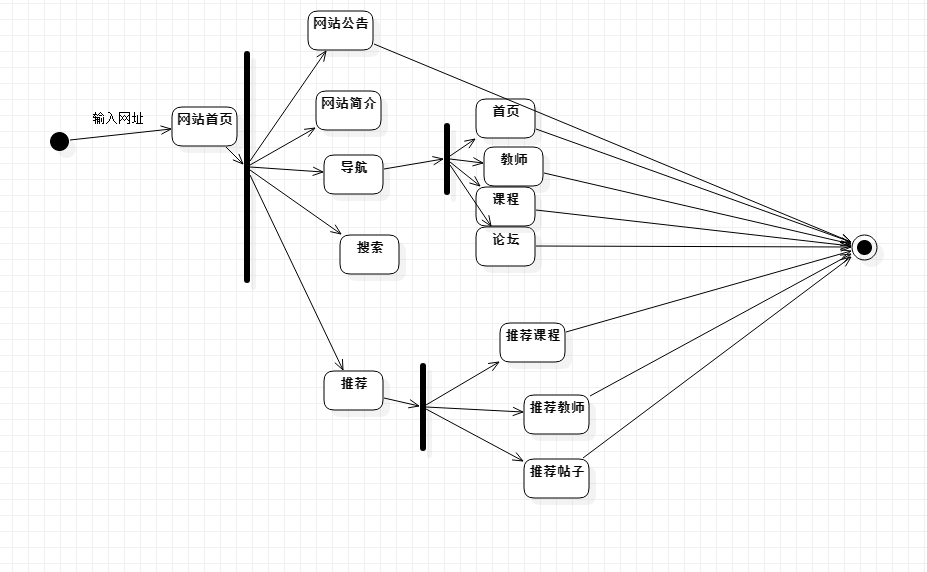 网站公告
网站简介
输入网址
网站首页
首页
导航
教师
课程
搜索
论坛
推荐课程
推荐
推荐教师
推荐帖子